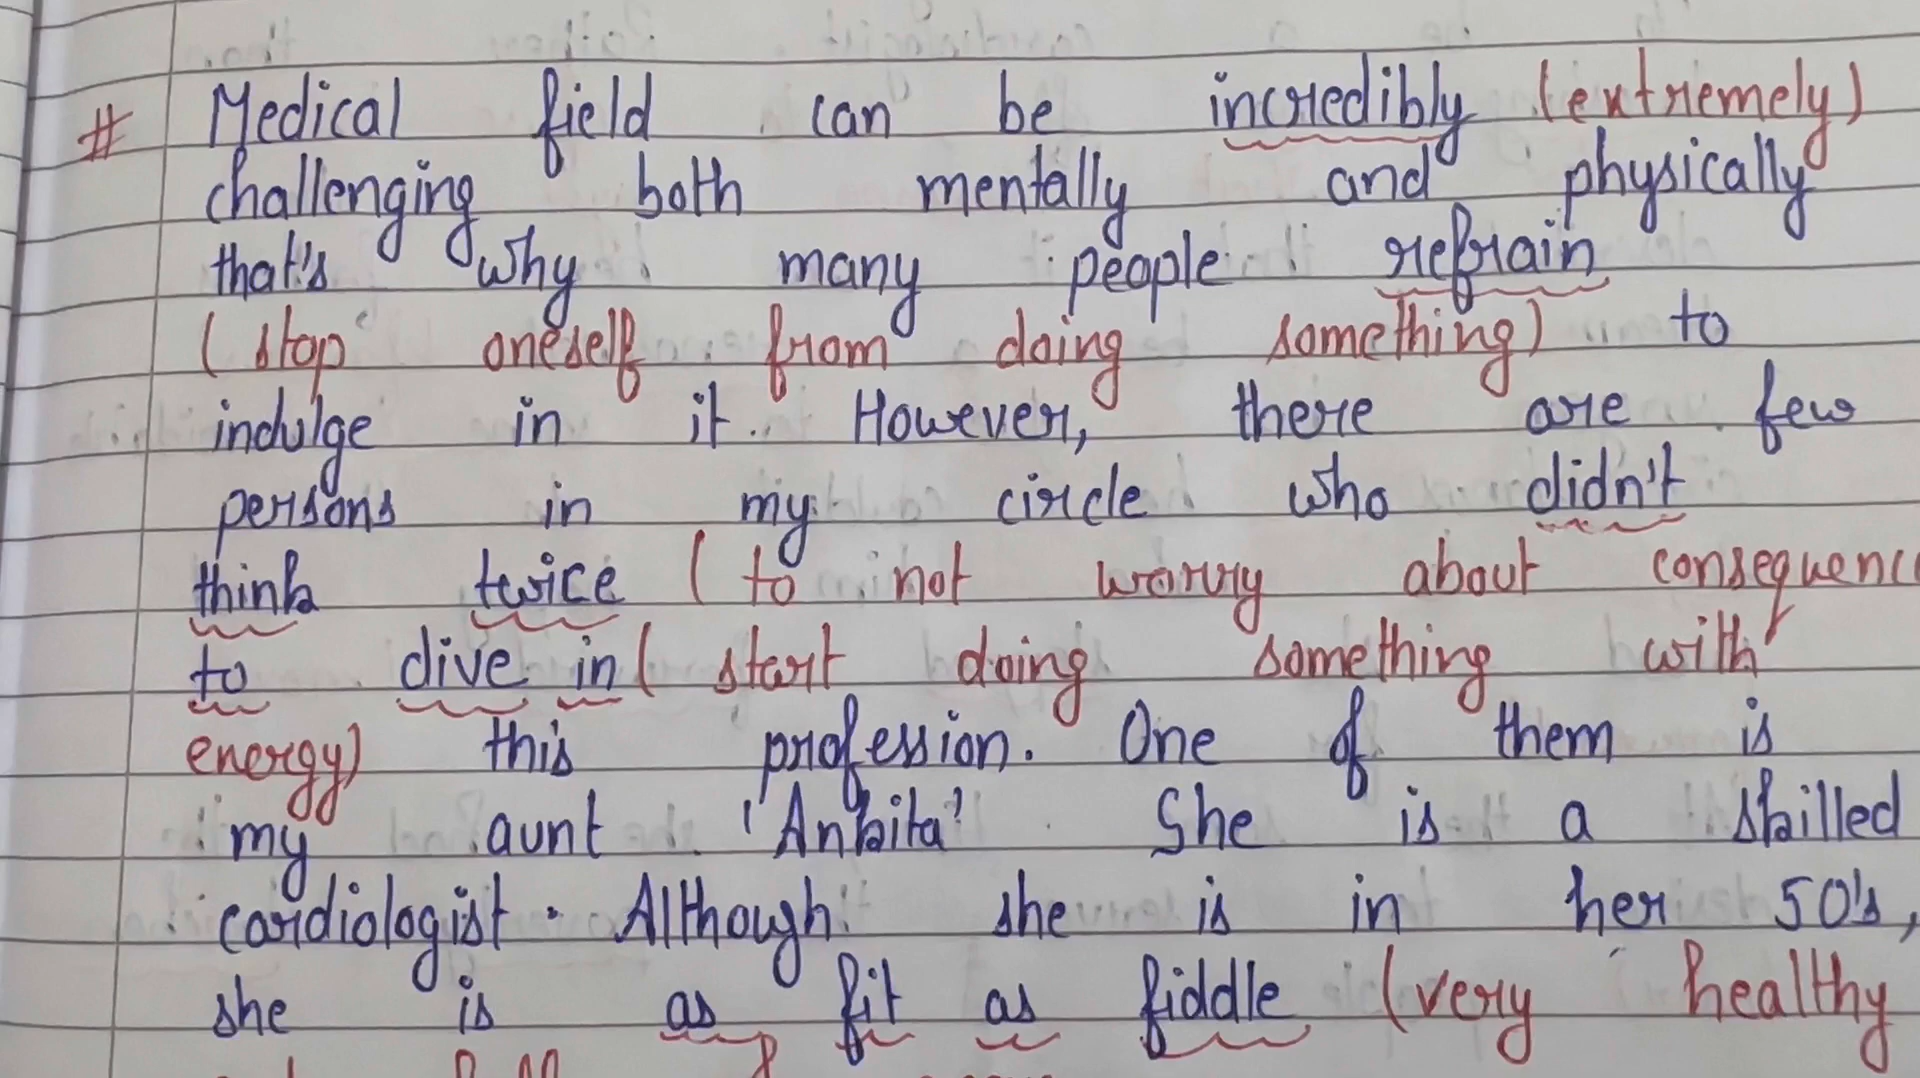 # Medical field can be incredibly (extremely)
challenging both mentally and physically
that's why many people refrain
(stop oneself from doing something) to
indulge in it. However, there are few
persons in my circle who didn't
think twice (to not worry about consequenc
to dive in (start doing something with
energy) this profession. One of them is
my aunt 'Ankita' She is a skilled
cardiologist. Although she is in her 50's,
she is as fit as fiddle (very healthy